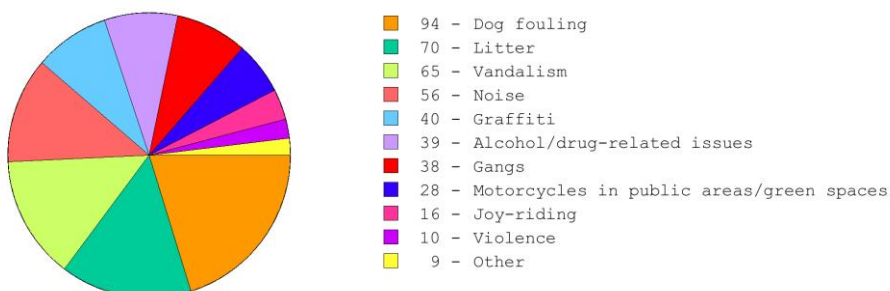 94 - Dog fouling
70 - Litter
65 - Vandalism
56 - Noise
40 - Graffiti
39 - Alcohol/drug-related issues
38 - Gangs
28 - Motorcycles in public areas/green spaces
16 - Joy-riding
10 - Violence
9 - Other